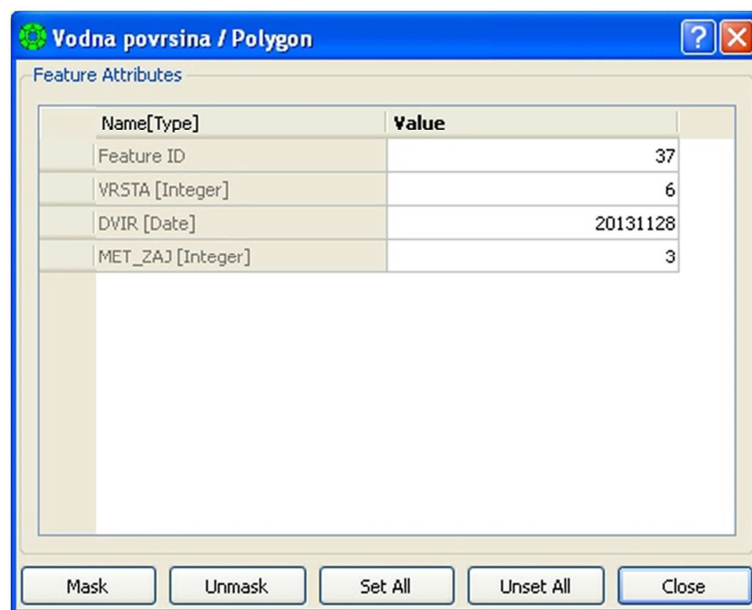 Vodna povrsina / Polygon
Feature Attributes
Name[Type] Value
Feature ID 37
VRSTA [Integer] 6
DVIR [Date] 20131128
MET_ZAJ [Integer] 3
Mask Unmask Set All Unset All Close